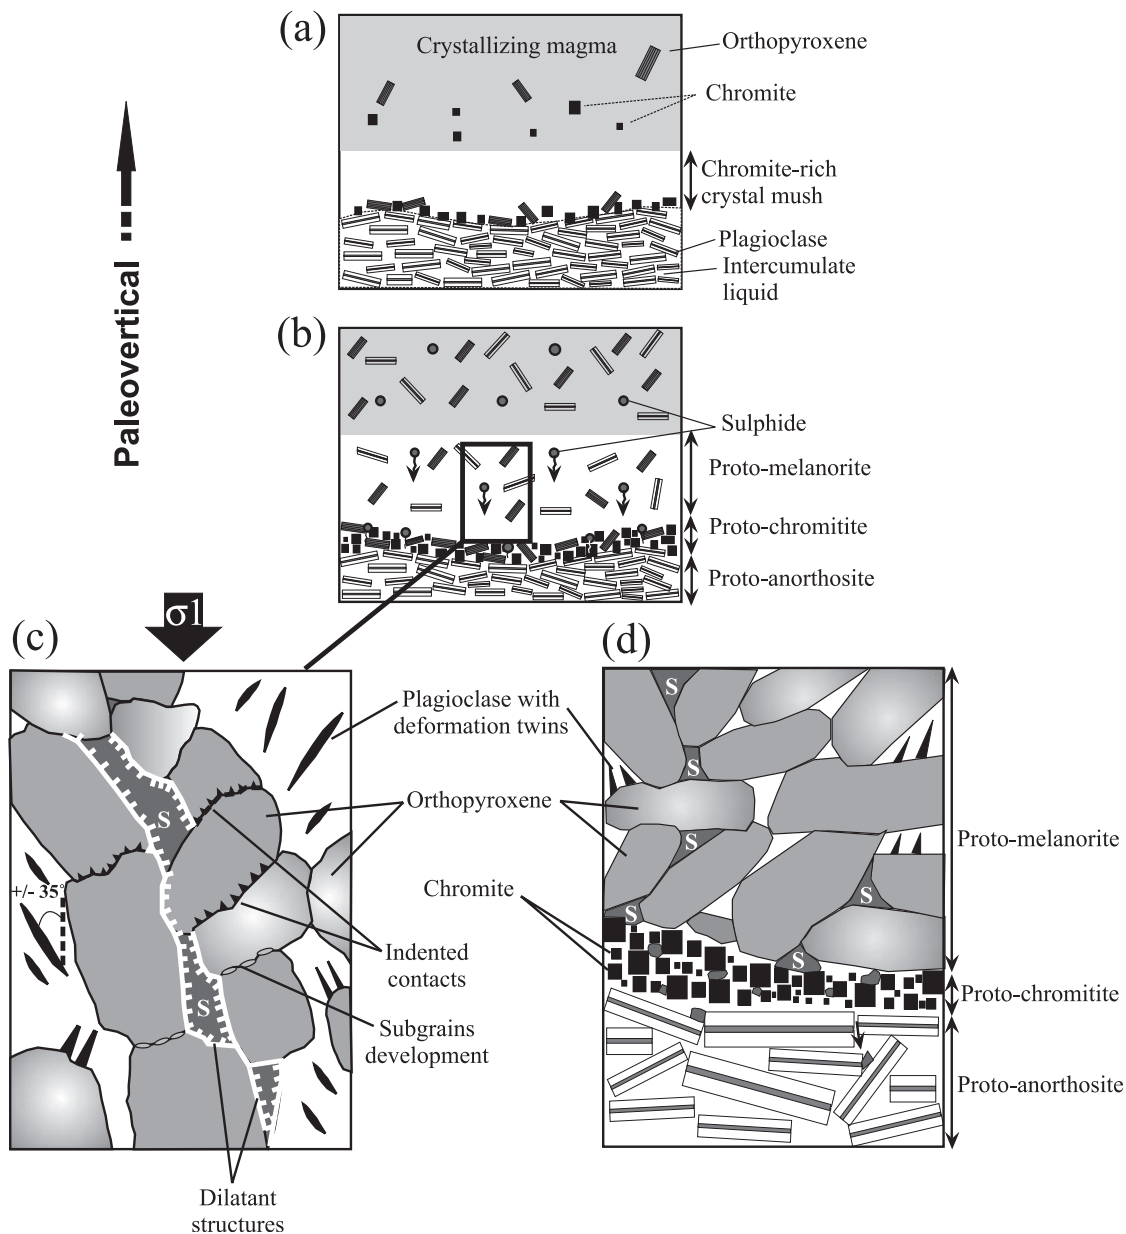 (a)
Crystallizing magma
Orthopyroxene
Chromite
Chromite-rich
crystal mush
Plagioclase
Intercumulate
liquid
Paleovertical
(b)
Sulphide
Proto-melanorite
Proto-chromitite
Proto-anorthosite
σ1
(c)
S
S
+/- 35°
Plagioclase with
deformation twins
Orthopyroxene
Chromite
Indented
contacts
Subgrains
development
Dilatant
structures
(d)
S
S
S
S
S
S
Proto-melanorite
Proto-chromitite
Proto-anorthosite